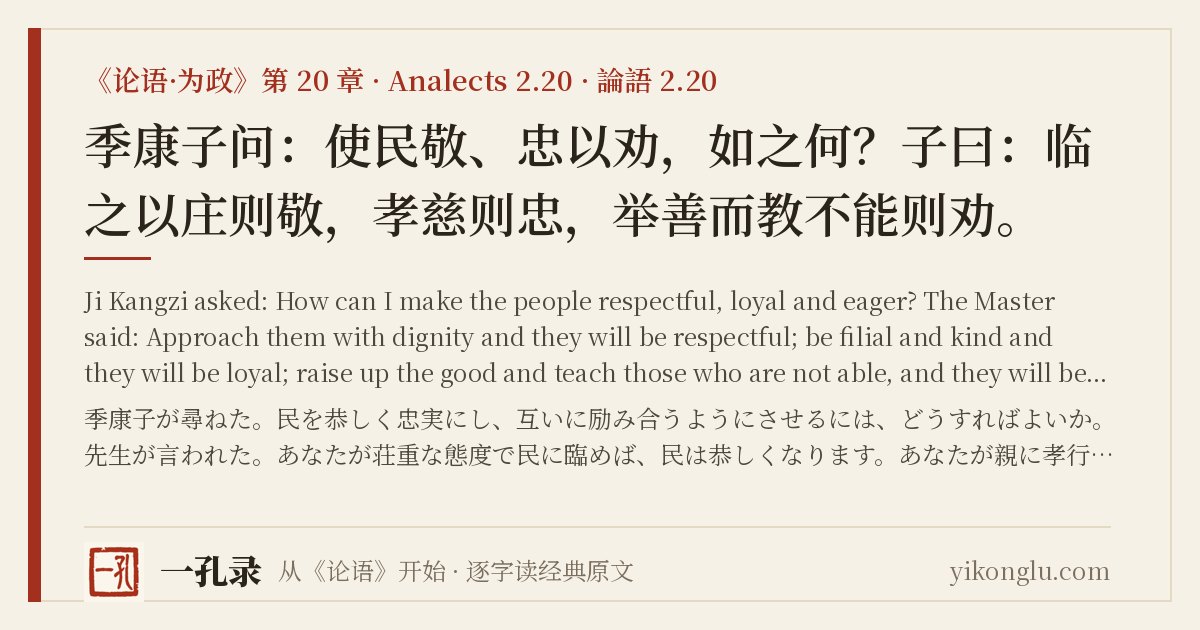 《论语·为政》第 20 章 · Analects 2.20 · 論語 2.20
季康子问：使民敬、忠以劝，如之何？子曰：临
之以庄则敬，孝慈则忠，举善而教不能则劝。
Ji Kangzi asked: How can I make the people respectful, loyal and eager? The Master
said: Approach them with dignity and they will be respectful; be filial and kind and
they will be loyal; raise up the good and teach those who are not able, and they will be...
季康子が尋ねた。民を恭しく忠実にし、互いに励み合うようにさせるには、どうすればよいか。
先生が言われた。あなたが荘重な態度で民に臨めば、民は恭しくなります。あなたが親に孝行…
一孔
一孔录 从《论语》开始 · 逐字读经典原文 yikonglu.com